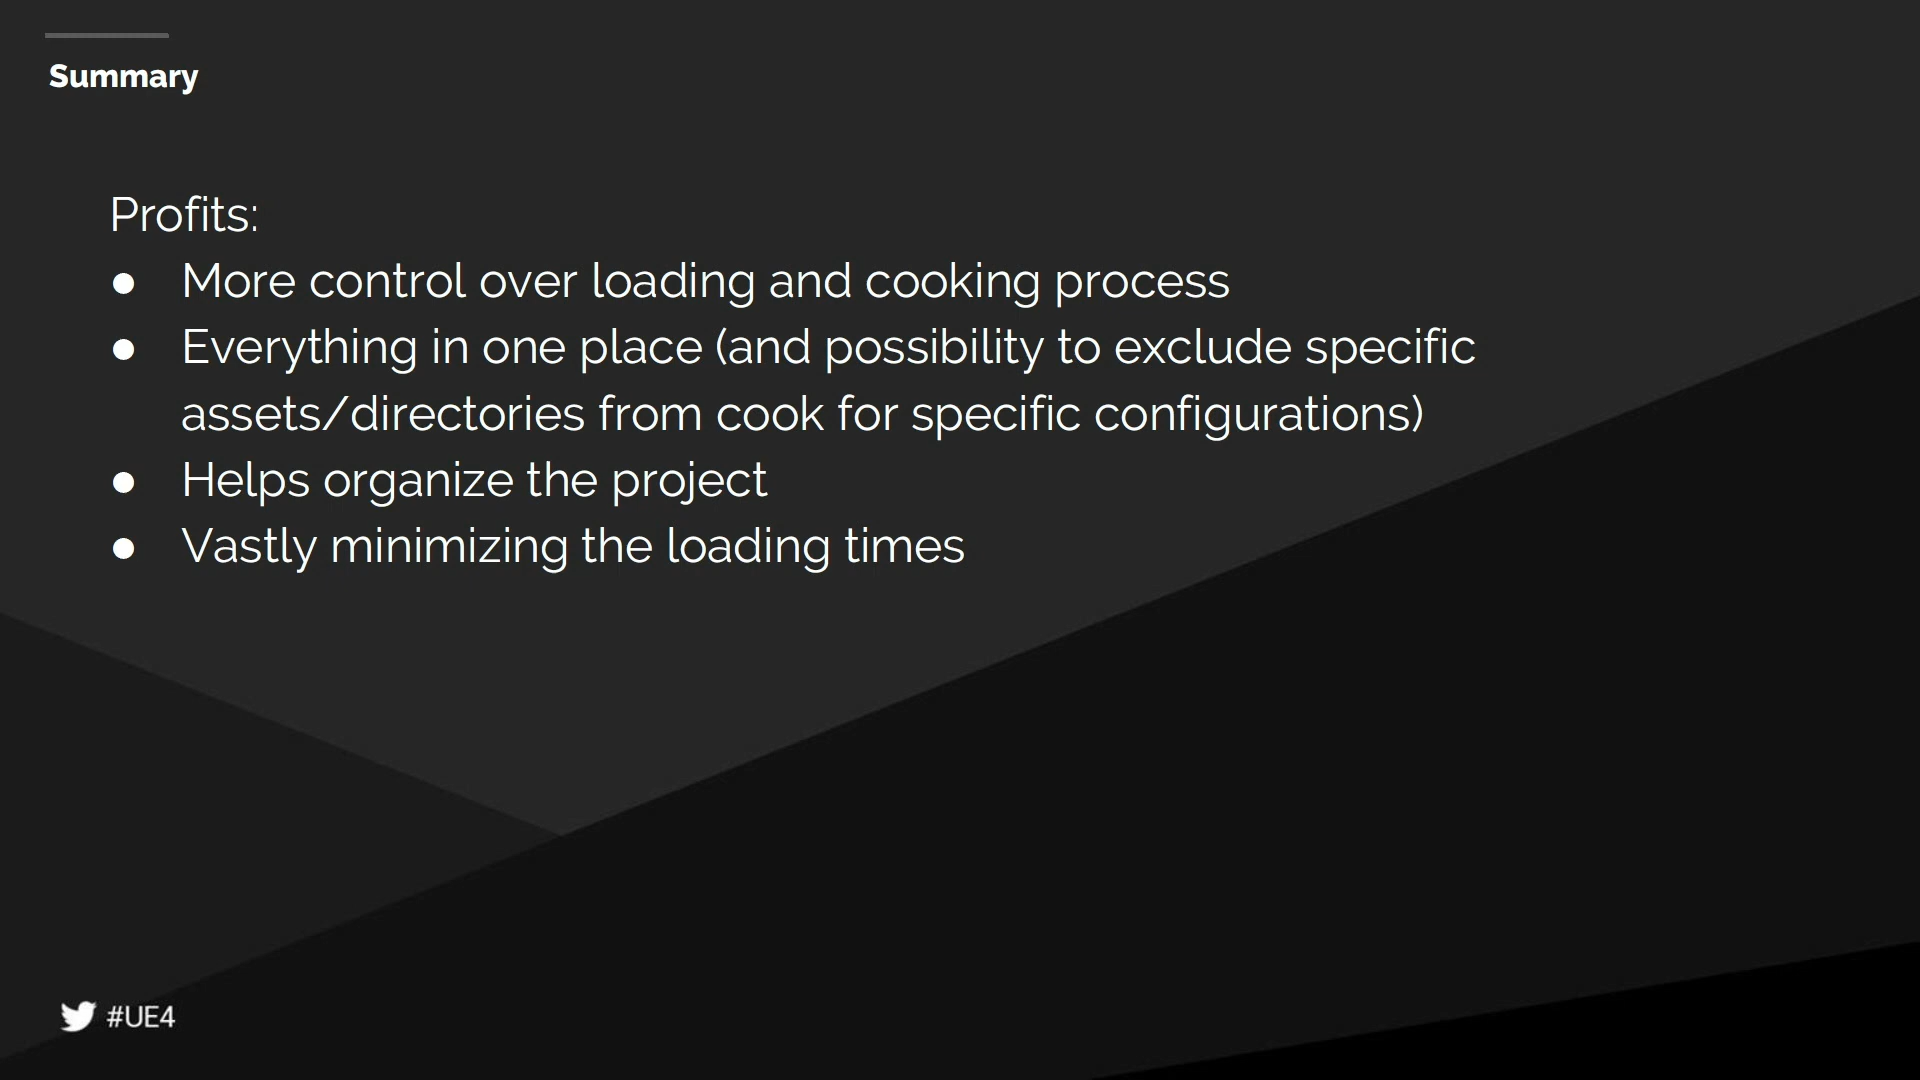 Summary
Profits:
● More control over loading and cooking process
● Everything in one place (and possibility to exclude specific
assets/directories from cook for specific configurations)
● Helps organize the project
● Vastly minimizing the loading times
#UE4